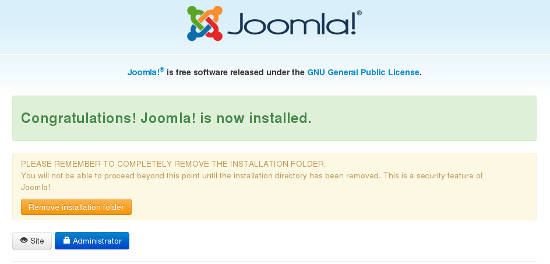 Joomla!®
Joomla!® is free software released under the GNU General Public License.
Congratulations! Joomla! is now installed.
PLEASE REMEMBER TO COMPLETELY REMOVE THE INSTALLATION FOLDER.
You will not be able to proceed beyond this point until the installation directory has been removed. This is a security feature of
Joomla!.
Remove installation folder
Site
Administrator